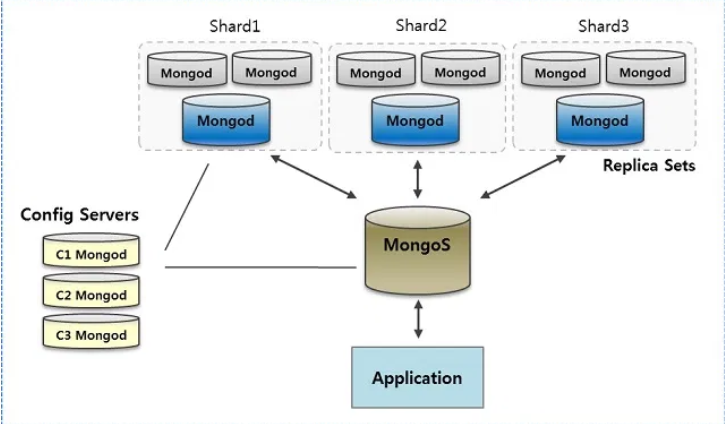 Shard1 Shard2 Shard3
Mongod Mongod Mongod Mongod Mongod Mongod
Mongod Mongod Mongod
Replica Sets
Config Servers
C1 Mongod
C2 Mongod
C3 Mongod
MongoS
Application